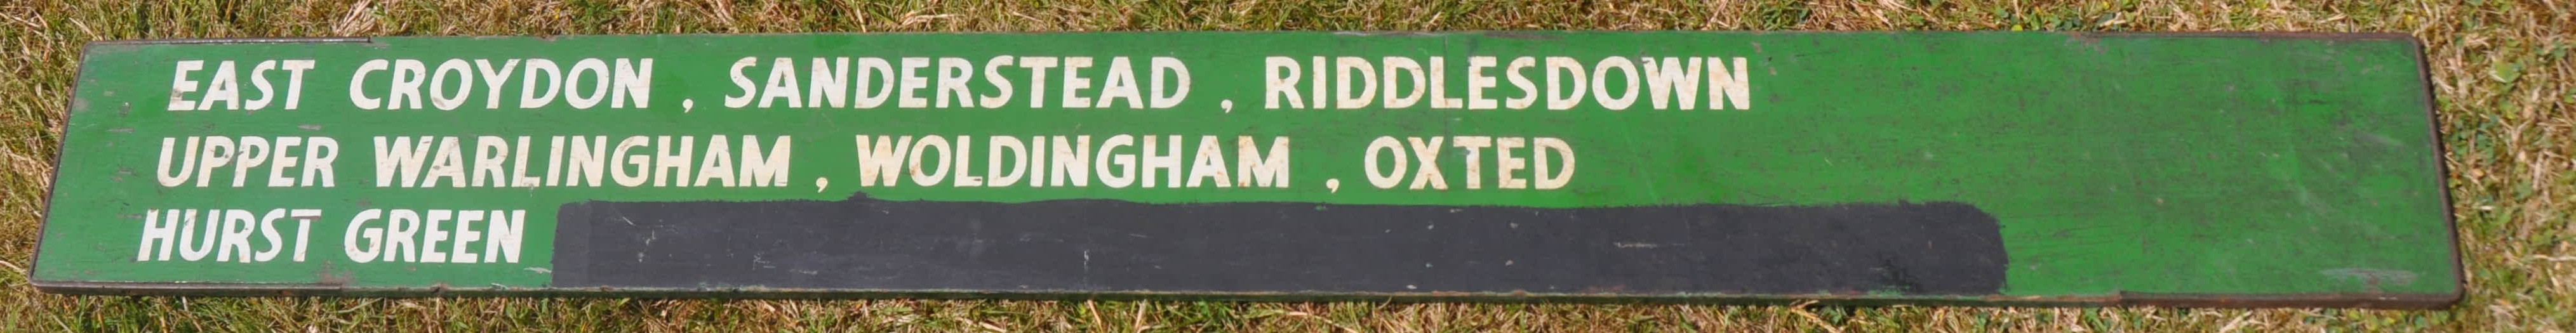 EAST CROYDON , SANDERSTEAD , RIDDLESDOWN
UPPER WARLINGHAM , WOLDINGHAM , OXTED
HURST GREEN